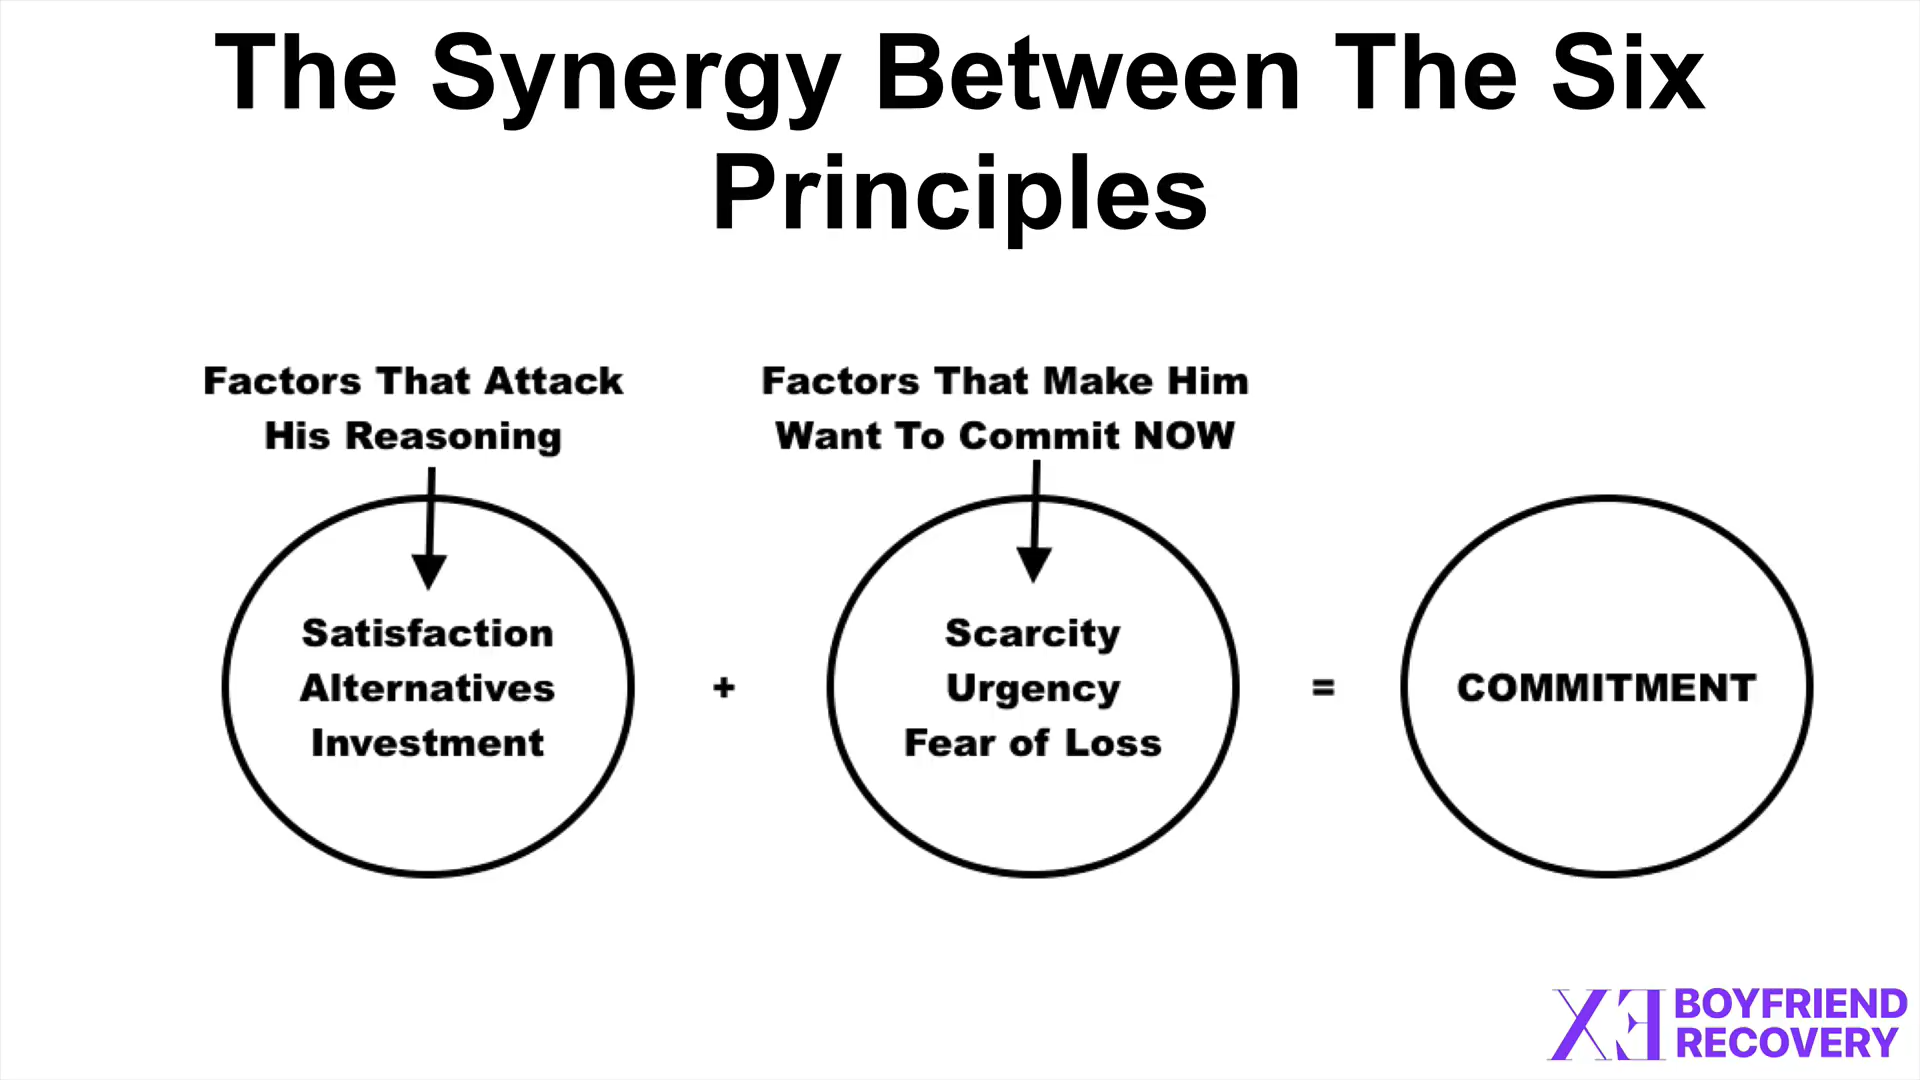 The Synergy Between The Six
Principles
Factors That Attack
His Reasoning
Factors That Make Him
Want To Commit NOW
Satisfaction
Alternatives
Investment
+
Scarcity
Urgency
Fear of Loss
=
COMMITMENT
EX BOYFRIEND
RECOVERY